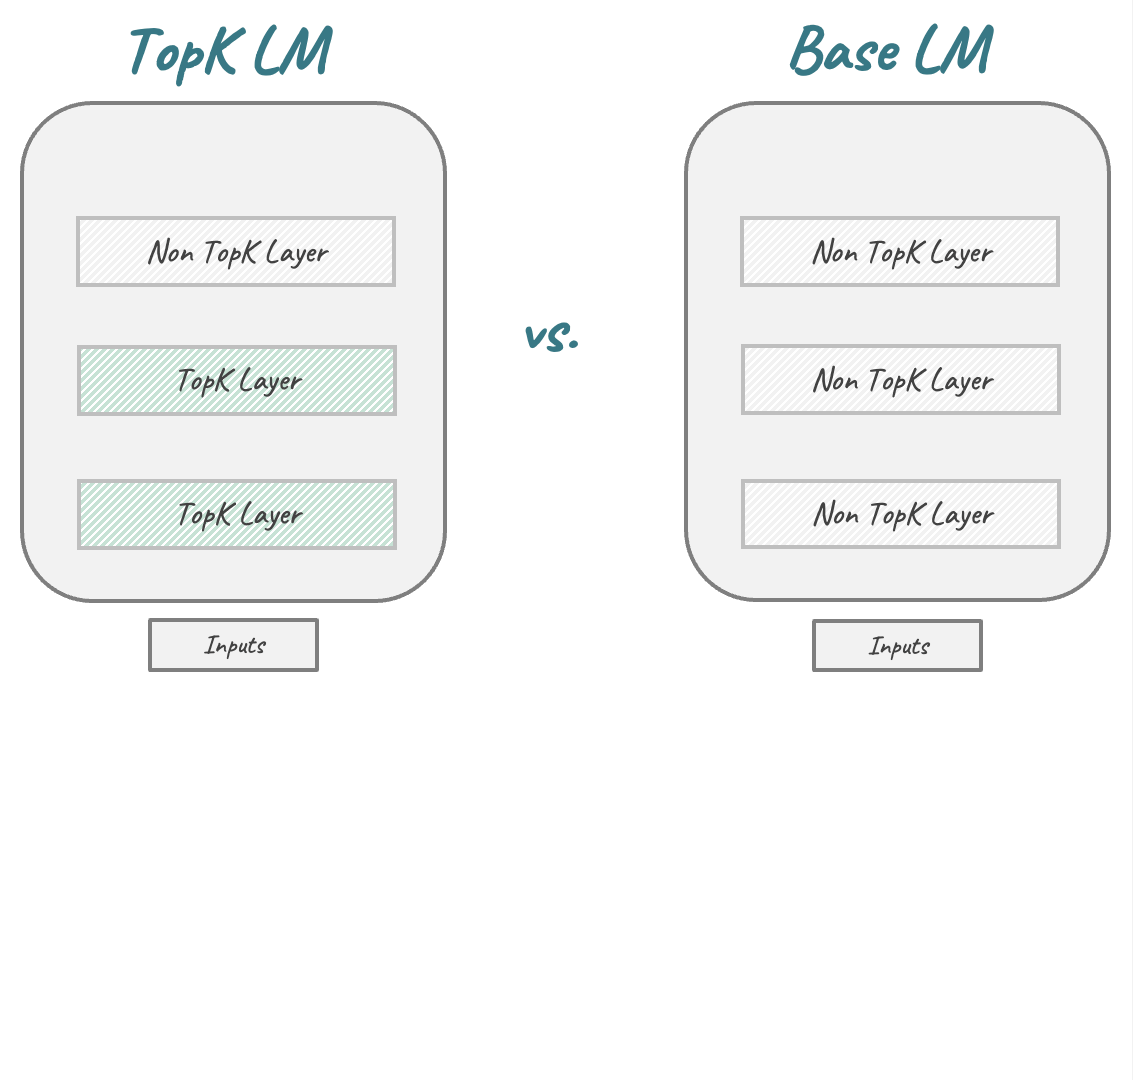 TopK LM
Non TopK Layer
TopK Layer
TopK Layer
Inputs
vs.
Base LM
Non TopK Layer
Non TopK Layer
Non TopK Layer
Inputs